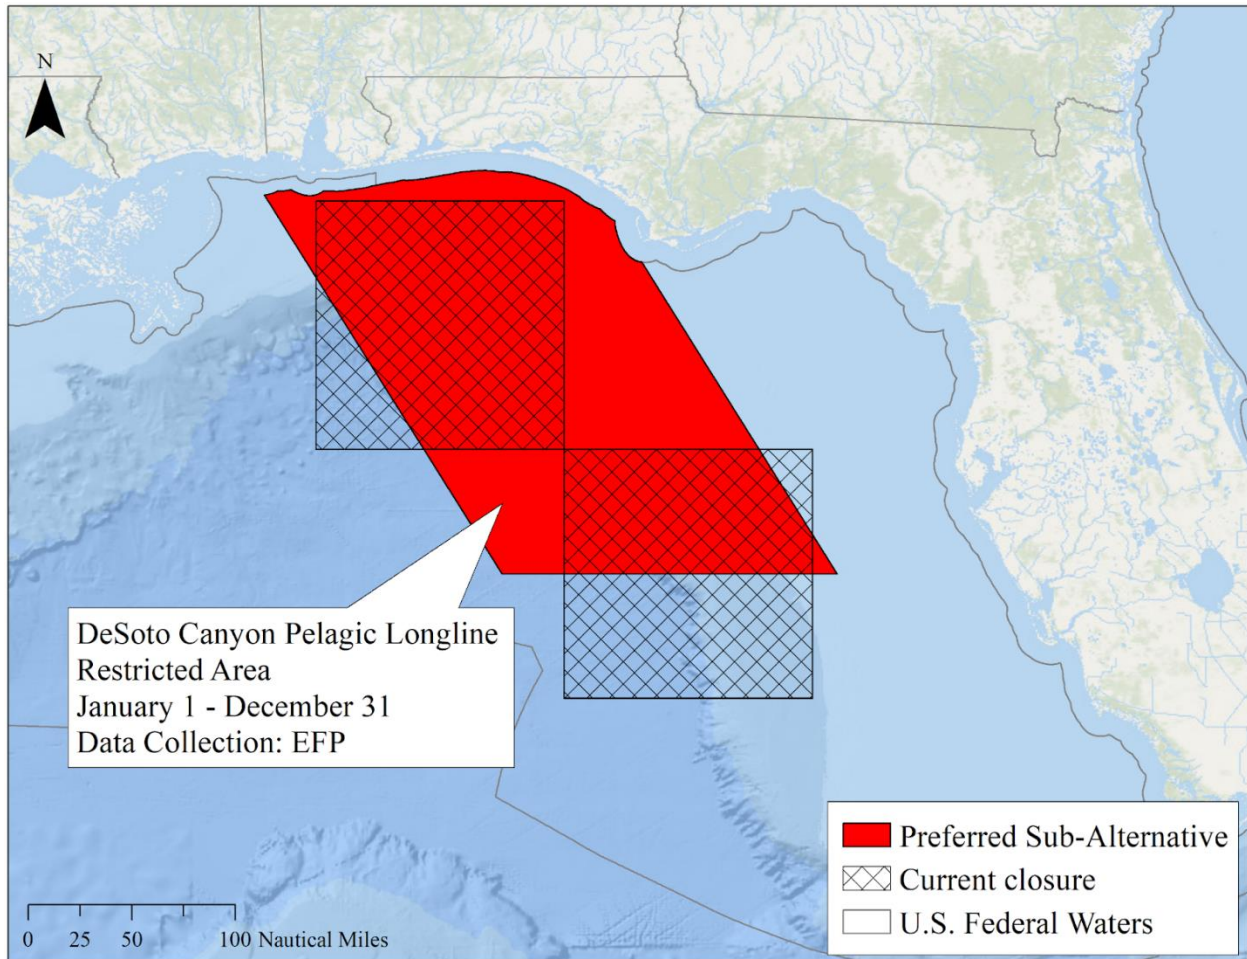 N
DeSoto Canyon Pelagic Longline
Restricted Area
January 1 - December 31
Data Collection: EFP
Preferred Sub-Alternative
Current closure
U.S. Federal Waters
0 25 50 100 Nautical Miles